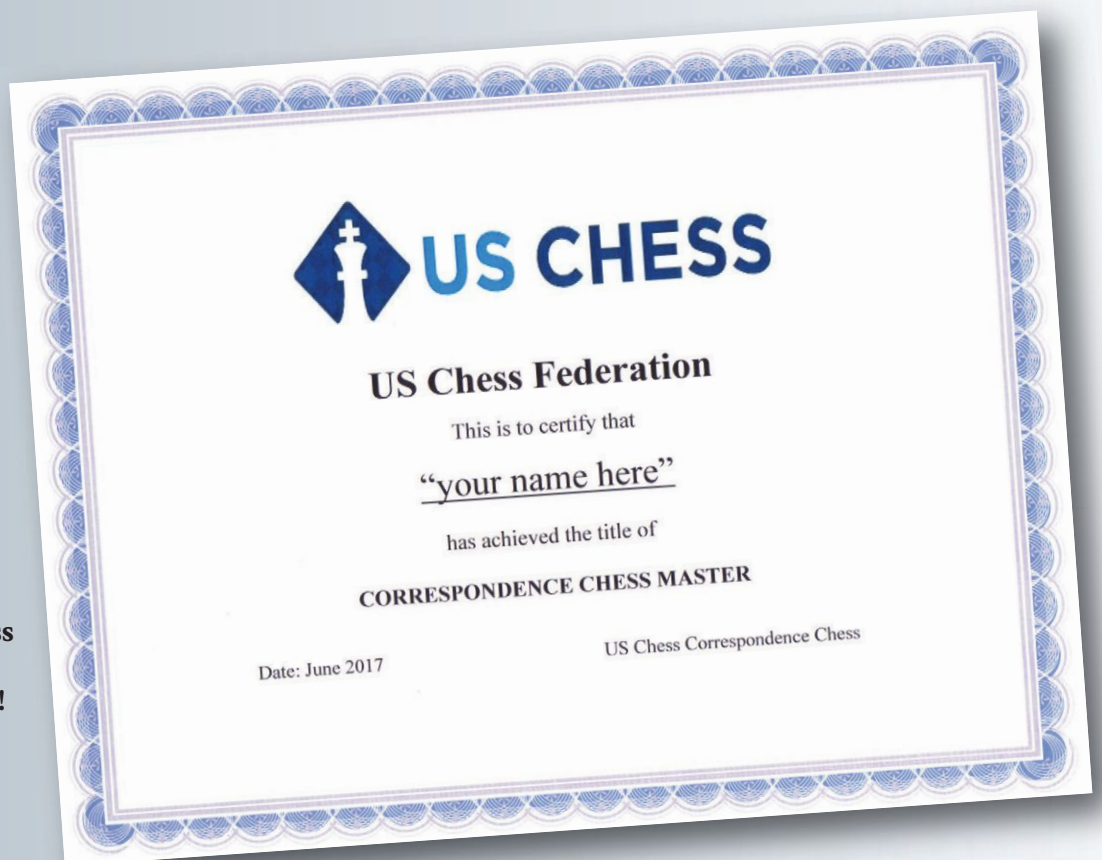 US CHESS
US Chess Federation
This is to certify that
“your name here”
has achieved the title of
CORRESPONDENCE CHESS MASTER
Date: June 2017
US Chess Correspondence Chess